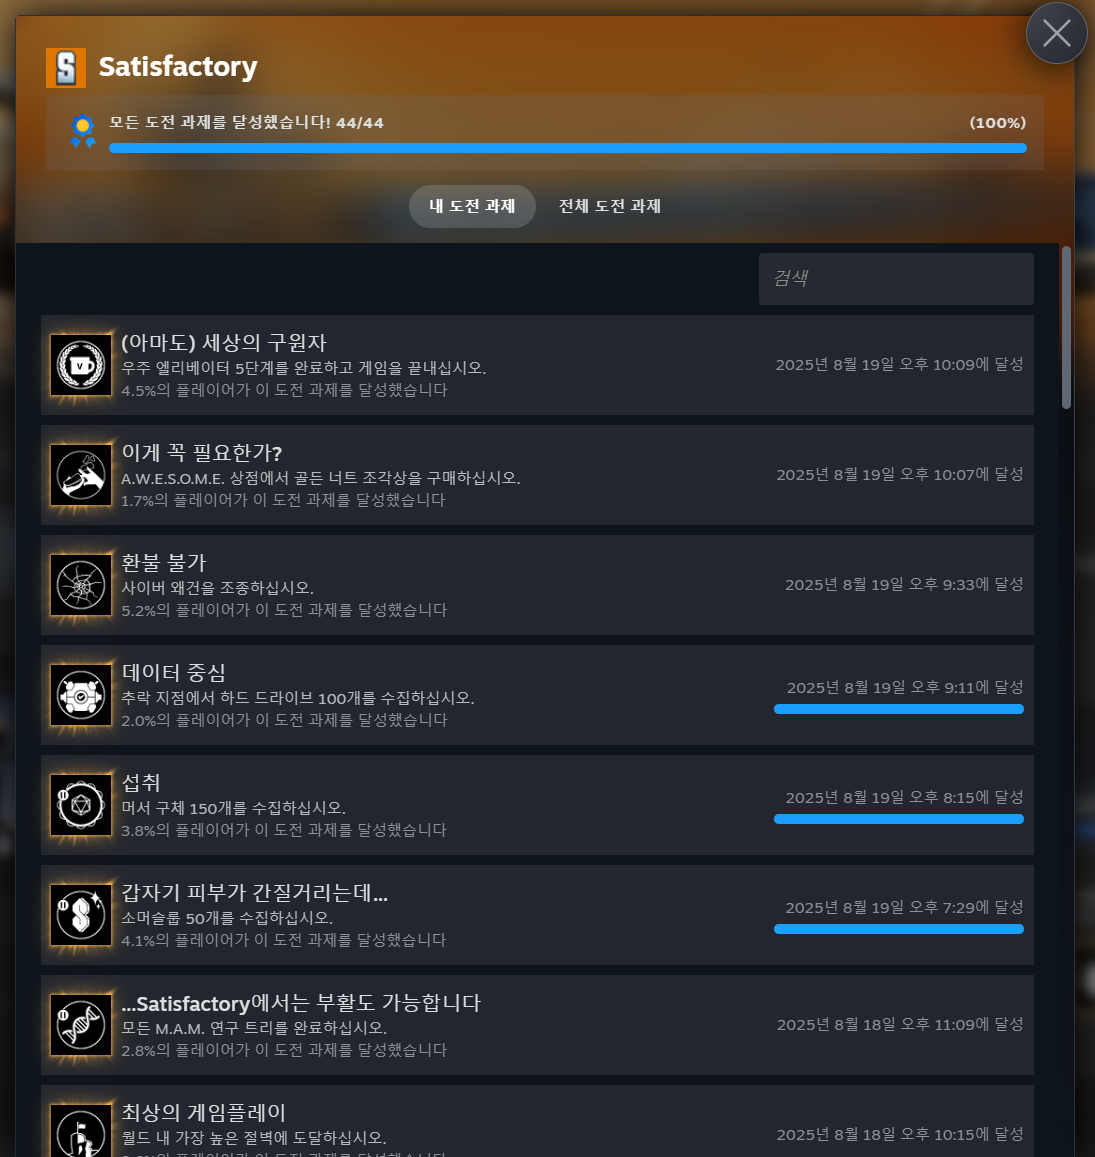 Satisfactory
모든 도전 과제를 달성했습니다! 44/44
(100%)
내 도전 과제
전체 도전 과제
검색
(아마도) 세상의 구원자
우주 엘리베이터 5단계를 완료하고 게임을 끝내십시오.
4.5%의 플레이어가 이 도전 과제를 달성했습니다
2025년 8월 19일 오후 10:09에 달성
이게 꼭 필요한가?
A.W.E.S.O.M.E. 상점에서 골든 너트 조각상을 구매하십시오.
1.7%의 플레이어가 이 도전 과제를 달성했습니다
2025년 8월 19일 오후 10:07에 달성
환불 불가
사이버 왜건을 조종하십시오.
5.2%의 플레이어가 이 도전 과제를 달성했습니다
2025년 8월 19일 오후 9:33에 달성
데이터 중심
추락 지점에서 하드 드라이브 100개를 수집하십시오.
2.0%의 플레이어가 이 도전 과제를 달성했습니다
2025년 8월 19일 오후 9:11에 달성
섭취
머서 구체 150개를 수집하십시오.
3.8%의 플레이어가 이 도전 과제를 달성했습니다
2025년 8월 19일 오후 8:15에 달성
갑자기 피부가 간질거리는데...
소머슬룹 50개를 수집하십시오.
4.1%의 플레이어가 이 도전 과제를 달성했습니다
2025년 8월 19일 오후 7:29에 달성
...Satisfactory에서는 부활도 가능합니다
모든 M.A.M. 연구 트리를 완료하십시오.
2.8%의 플레이어가 이 도전 과제를 달성했습니다
2025년 8월 18일 오후 11:09에 달성
최상의 게임플레이
월드 내 가장 높은 절벽에 도달하십시오.
2025년 8월 18일 오후 10:15에 달성